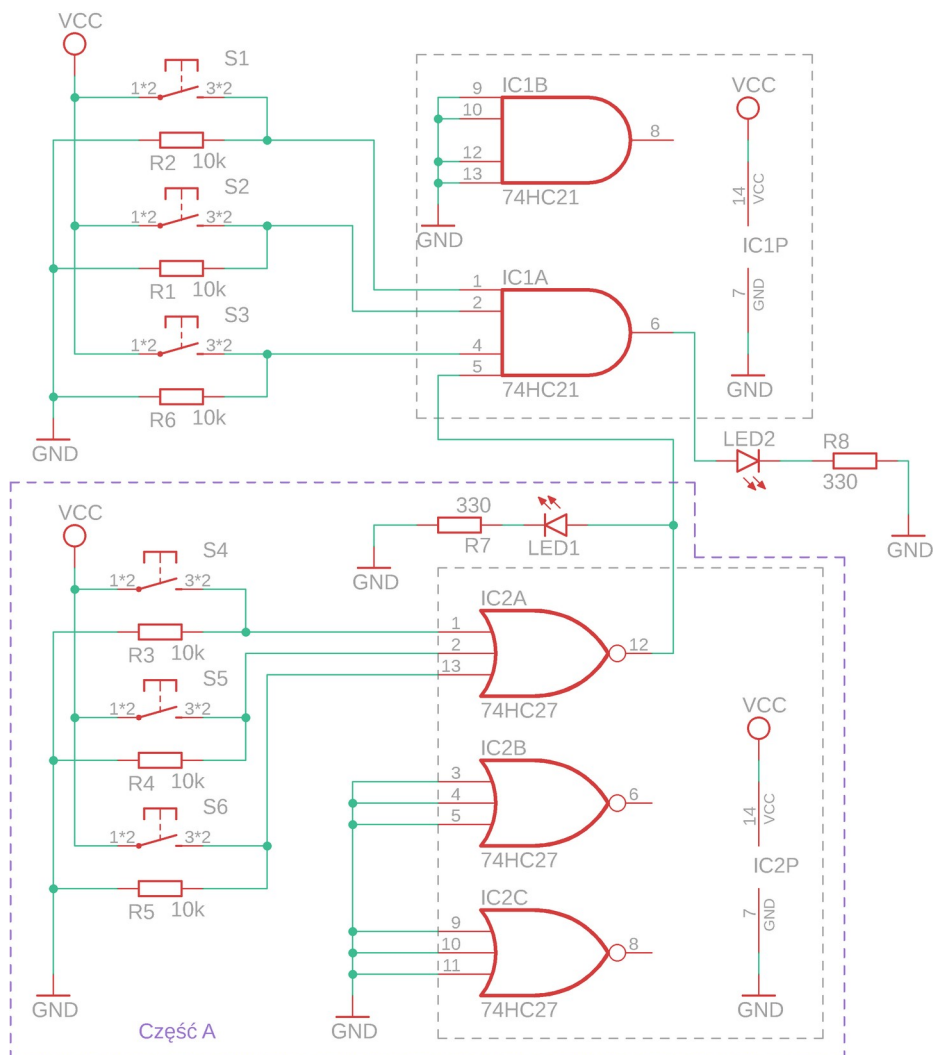 VCC
S1
1*2 3*2
R2 10k
S2
1*2 3*2
R1 10k
S3
1*2 3*2
R6 10k
GND
IC1B
9
10
12
13
8
74HC21
GND
IC1A
1
2
4
5
6
74HC21
VCC
14
VCC
IC1P
7
GND
GND
LED2
R8
330
GND
VCC
S4
1*2 3*2
R3 10k
S5
1*2 3*2
R4 10k
S6
1*2 3*2
R5 10k
GND
Część A
330
R7
LED1
GND
IC2A
1
2
13
12
74HC27
IC2B
3
4
5
6
74HC27
IC2C
9
10
11
8
74HC27
GND
VCC
14
VCC
IC2P
7
GND
GND